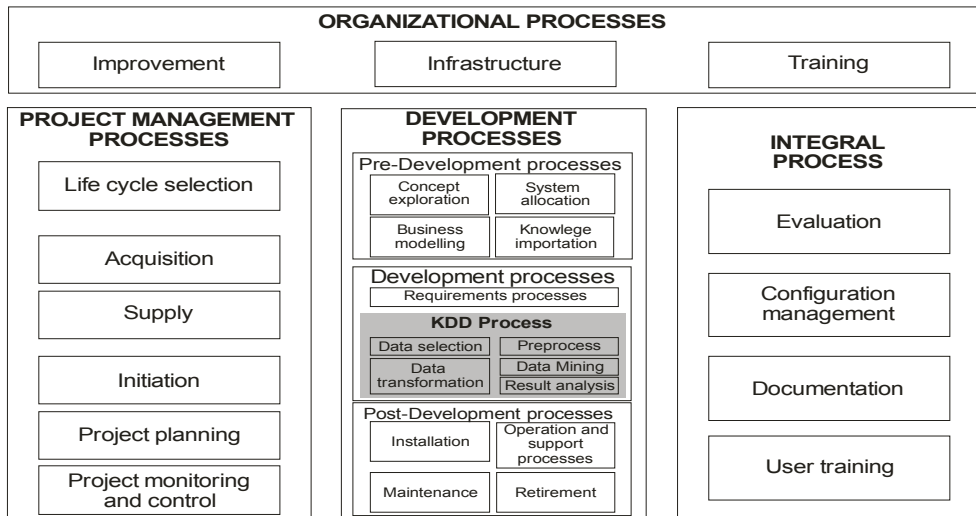 ORGANIZATIONAL PROCESSES
Improvement
Infrastructure
Training
PROJECT MANAGEMENT
PROCESSES
Life cycle selection
Acquisition
Supply
Initiation
Project planning
Project monitoring
and control
DEVELOPMENT
PROCESSES
Pre-Development processes
Concept
exploration
System
allocation
Business
modelling
Knowlege
importation
Development processes
Requirements processes
KDD Process
Data selection
Preprocess
Data
transformation
Data Mining
Result analysis
Post-Development processes
Installation
Operation and
support
processes
Maintenance
Retirement
INTEGRAL
PROCESS
Evaluation
Configuration
management
Documentation
User training